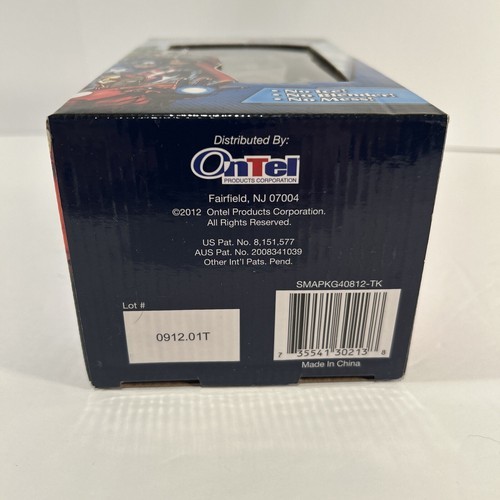 No Ice!
No Blender!
No Mess!
Distributed By:
OnTel
PRODUCTS CORPORATION
Fairfield, NJ 07004
©2012 Ontel Products Corporation.
All Rights Reserved.
US Pat. No. 8,151,577
AUS Pat. No. 2008341039
Other Int'l Pats. Pend.
SMAPKG40812-TK
Lot #
0912.01T
7 35541 30213 8
Made In China